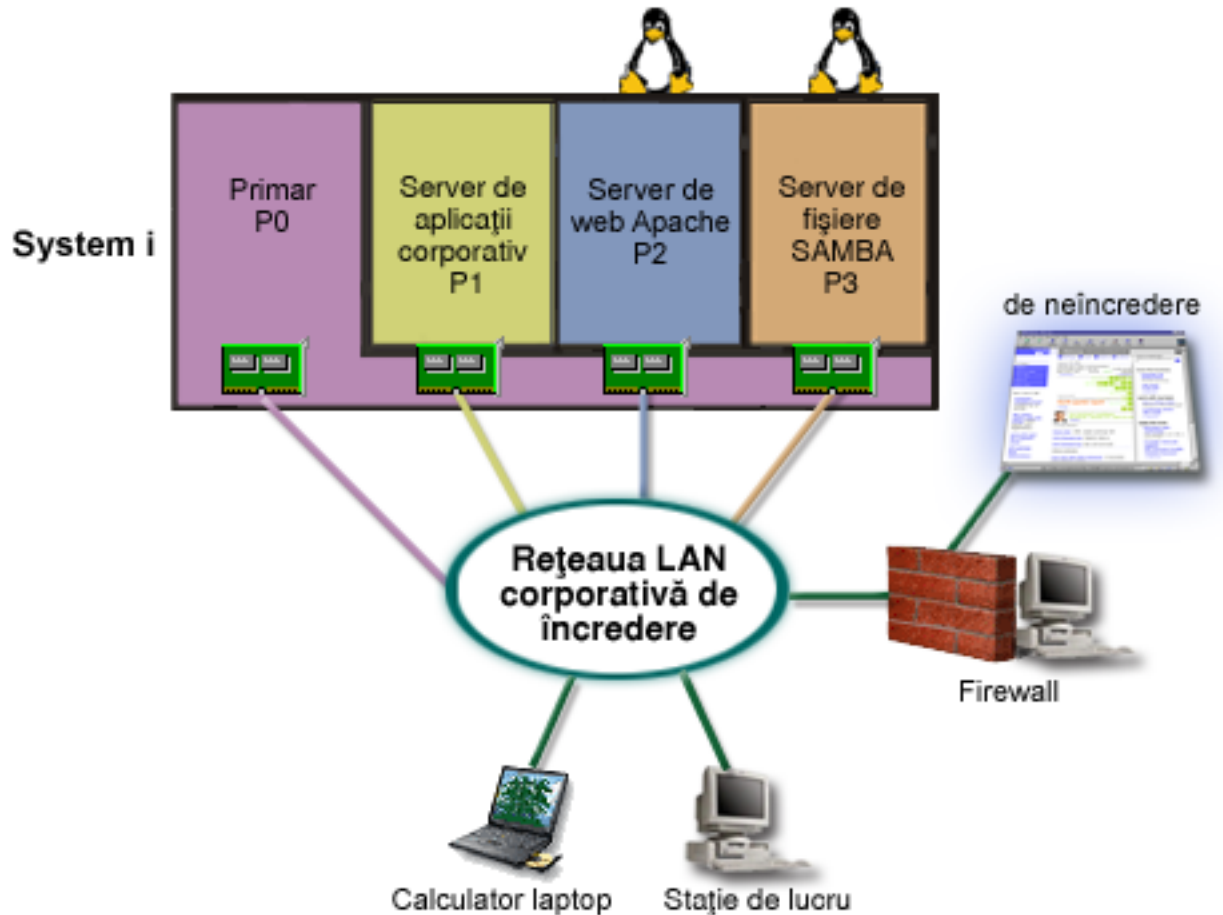 System i
Primar
P0
Server de
aplicaţii
corporativ
P1
Server de
web Apache
P2
Server de
fişiere
SAMBA
P3
de neîncredere
Reţeaua LAN
corporativă de
încredere
Firewall
Calculator laptop
Staţie de lucru